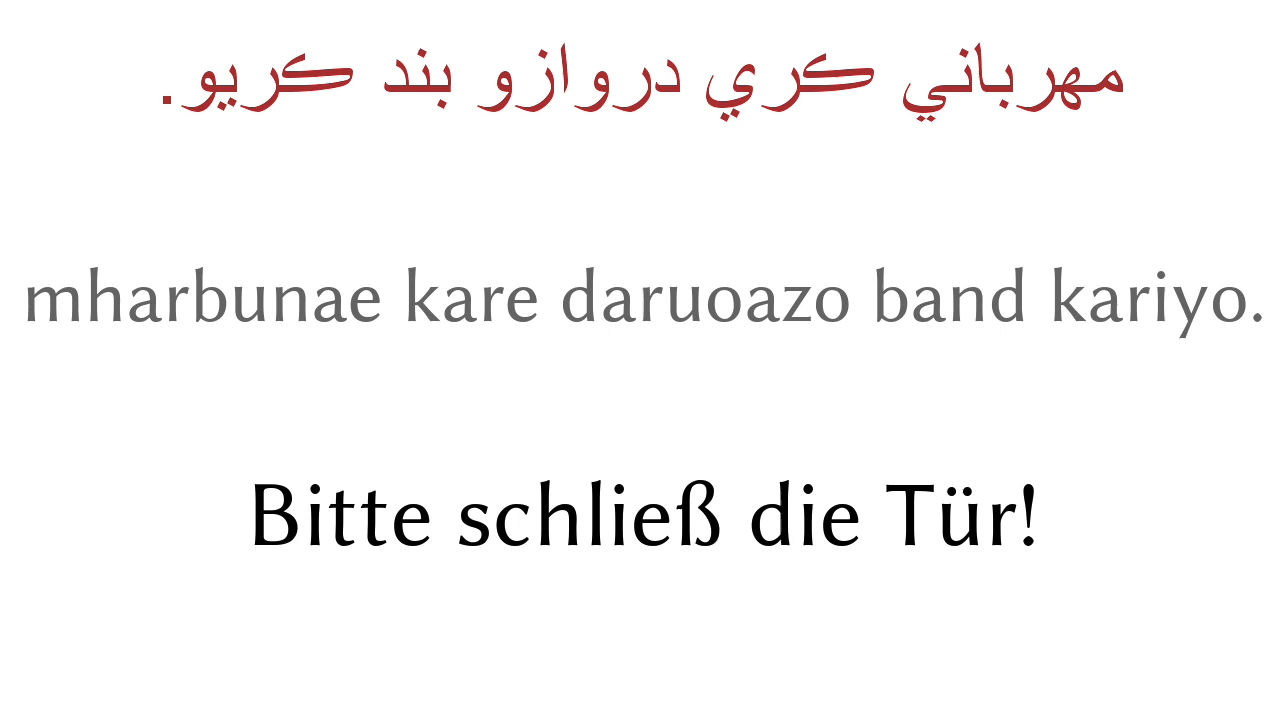 مهرباني ڪري دروازو بند ڪريو.
mharbunae kare daruoazo band kariyo.
Bitte schließ die Tür!